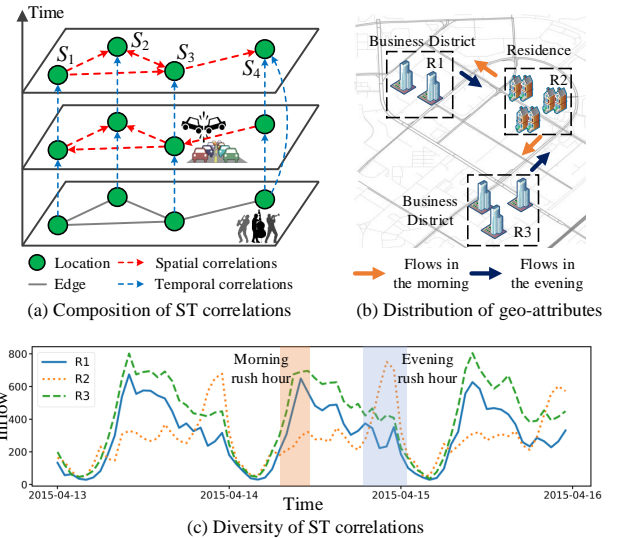 Time
S1
S2
S3
S4
Location
Spatial correlations
Edge
Temporal correlations
(a) Composition of ST correlations
Business District
R1
Residence
R2
Business
District
R3
Flows in
the morning
Flows in
the evening
(b) Distribution of geo-attributes
800
600
400
200
0
Inflow
R1
R2
R3
Morning
rush hour
Evening
rush hour
2015-04-13
2015-04-14
2015-04-15
2015-04-16
Time
(c) Diversity of ST correlations